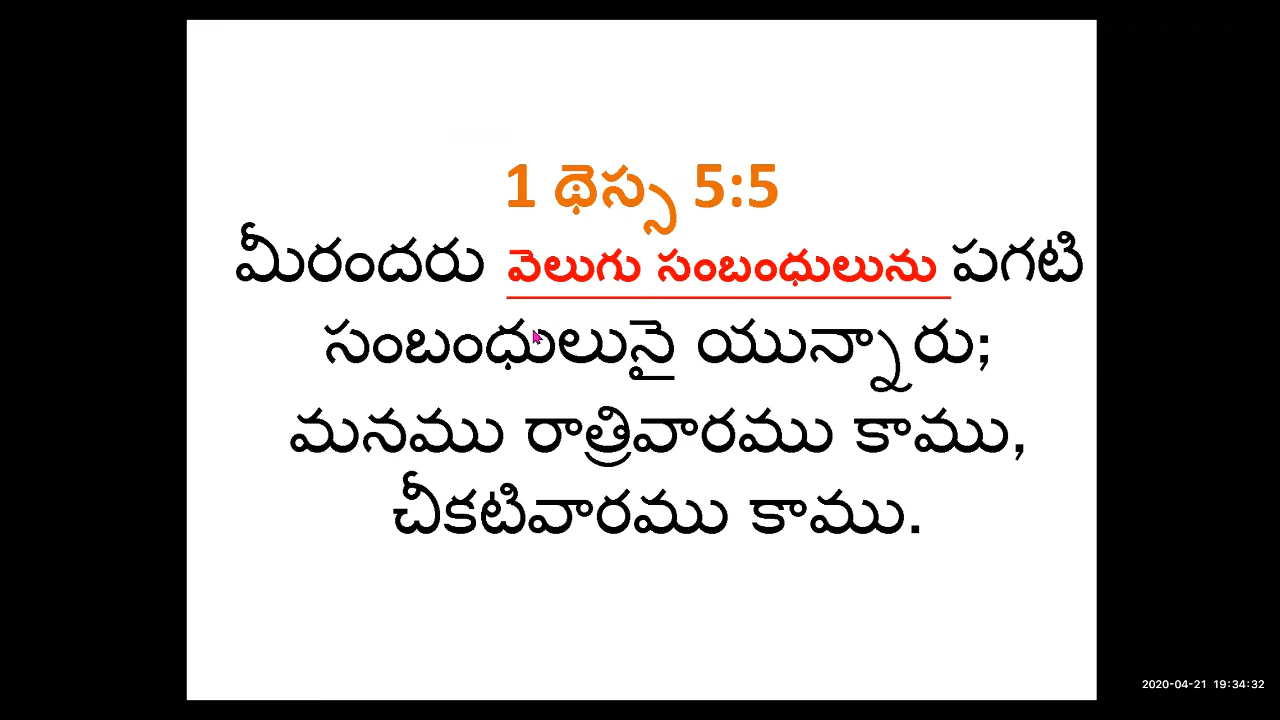 1 థెస్స 5:5
మీరందరు వెలుగు సంబంధులును పగటి
సంబంధులునై యున్నారు;
మనము రాత్రివారము కాము,
చీకటివారము కాము.
2020-04-21 19:34:32